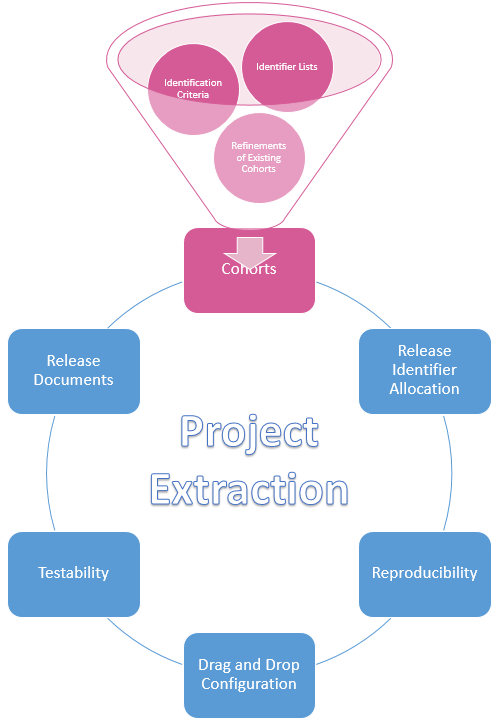 Identifier Lists
Identification
Criteria
Refinements
of Existing
Cohorts
Cohorts
Release
Documents
Release
Identifier
Allocation
Project
Extraction
Testability
Reproducibility
Drag and Drop
Configuration